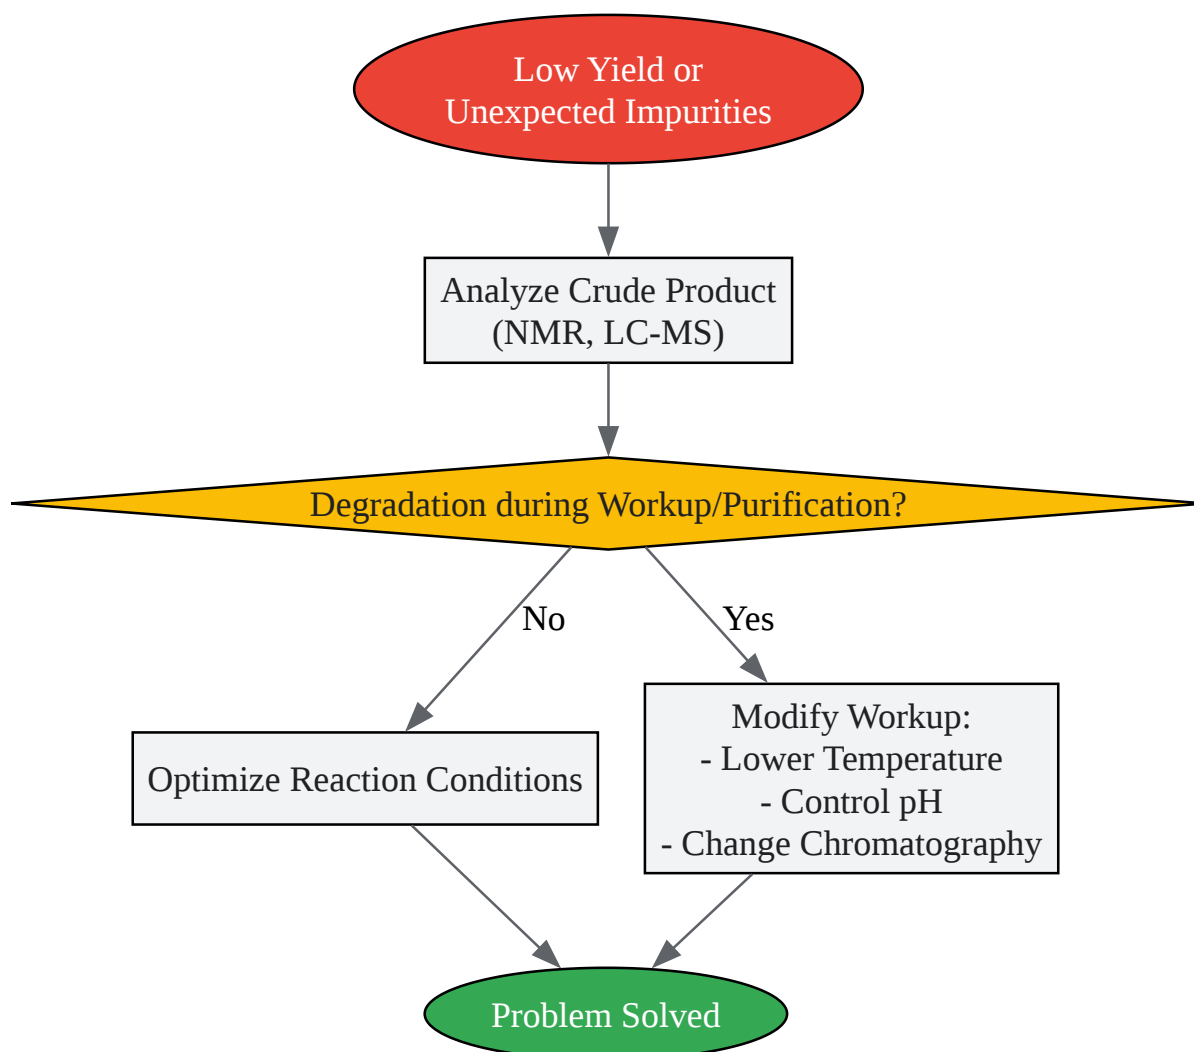 Low Yield or
Unexpected Impurities
Analyze Crude Product
(NMR, LC-MS)
Degradation during Workup/Purification?
No
Yes
Optimize Reaction Conditions
Modify Workup:
- Lower Temperature
- Control pH
- Change Chromatography
Problem Solved